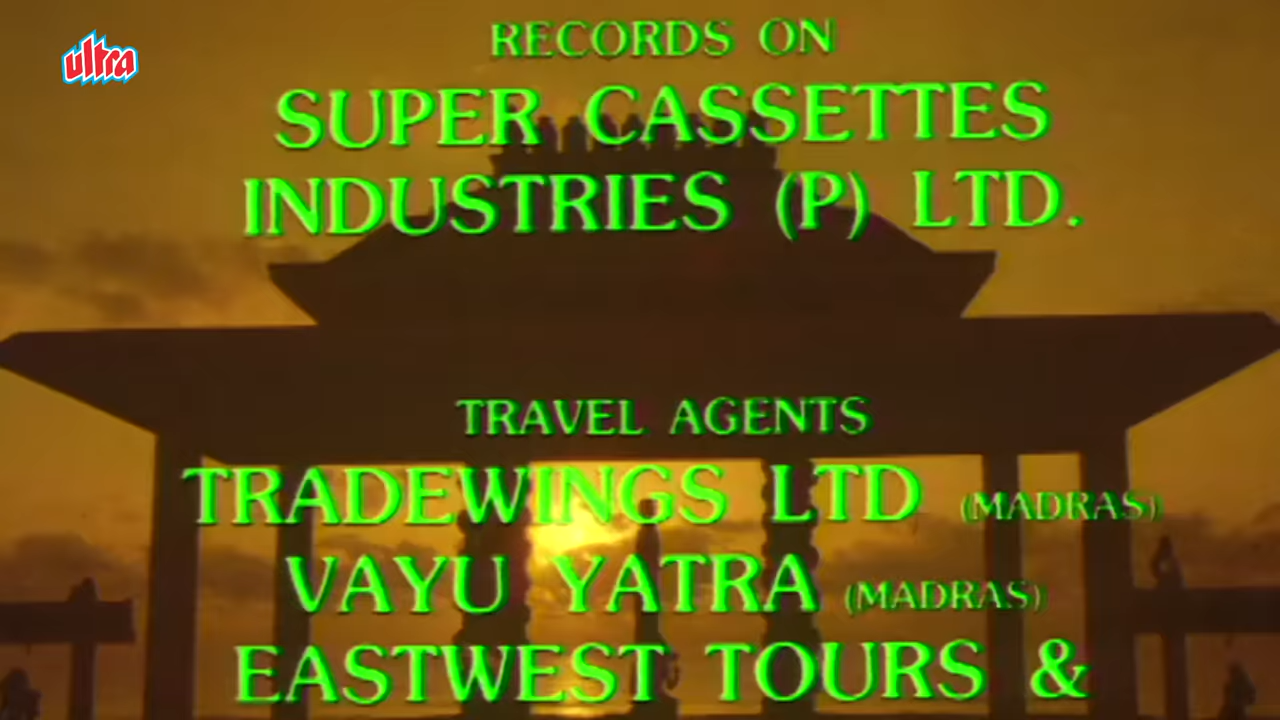 ultra
RECORDS ON
SUPER CASSETTES
INDUSTRIES (P) LTD.
TRAVEL AGENTS
TRADEWINGS LTD (MADRAS)
VAYU YATRA (MADRAS)
EASTWEST TOURS &